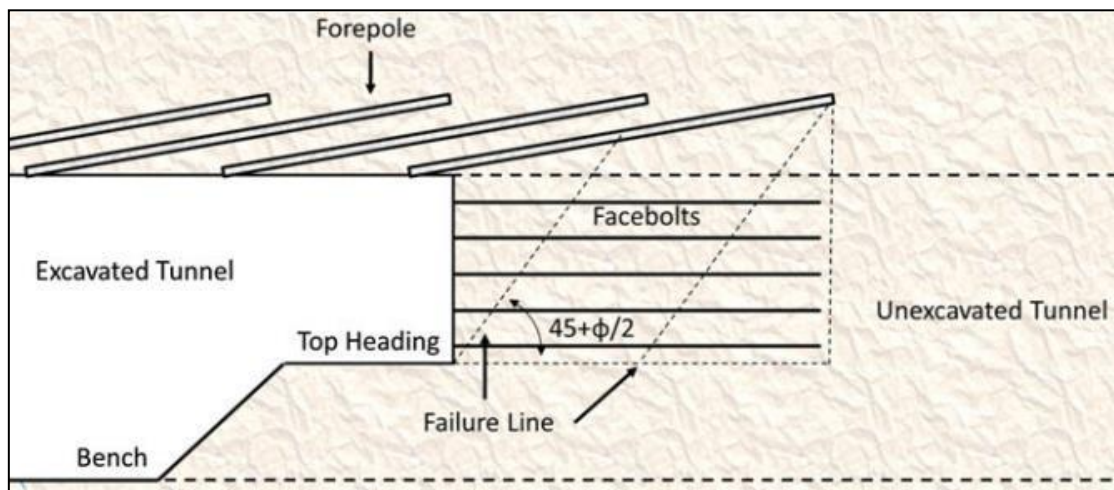 Forepole
Facebolts
Excavated Tunnel
Unexcavated Tunnel
45+ϕ/2
Top Heading
Failure Line
Bench